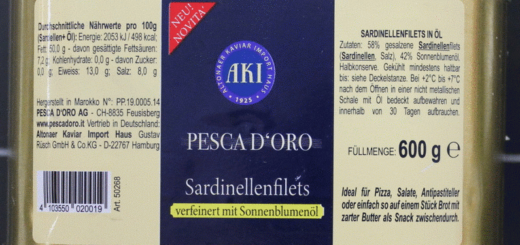 Durchschnittliche Nährwerte pro 100g
(Sardellen+ Öl): Energie: 2053 kJ / 498 kcal;
Fett: 50,0 g - davon gesättigte Fettsäuren:
7,2 g; Kohlenhydrate: 0,0 g - davon Zucker:
0,0 g; Eiweiss: 13,0 g; Salz: 8,0 g
Hergestellt in Marokko N°: PP.19.0005.14
PESCA D'ORO AG - CH-8835 Feusisberg
www.pescadoro.it Vertrieb in Deutschland:
Altonaer Kaviar Import Haus Gustav
Rüsch GmbH & Co.KG - D-22767 Hamburg
4 103550 020019
Art. 50268
NEU!
NOVITA'
ALTONAER KAVIAR IMPORT HAUS
AKI
• 1925 •
PESCA D'ORO
Sardinellenfilets
verfeinert mit Sonnenblumenöl
SARDINELLENFILETS IN ÖL
Zutaten: 58% gesalzene Sardinellenfilets
(Sardinellen, Salz), 42% Sonnenblumenöl.
Halbkonserve. Gekühlt mindestens haltbar
bis: siehe Deckelstanze. Bei +2°C to +7°C
nach dem Öffnen in einer nicht metallischen
Schale mit Öl bedeckt aufbewahren und
innerhalb von 30 Tagen aufbrauchen.
FÜLLMENGE: 600 g ℮
Ideal für Pizza, Salate, Antipastiteller
oder einfach so auf einem Stück Brot mit
zarter Butter als Snack zwischendurch.